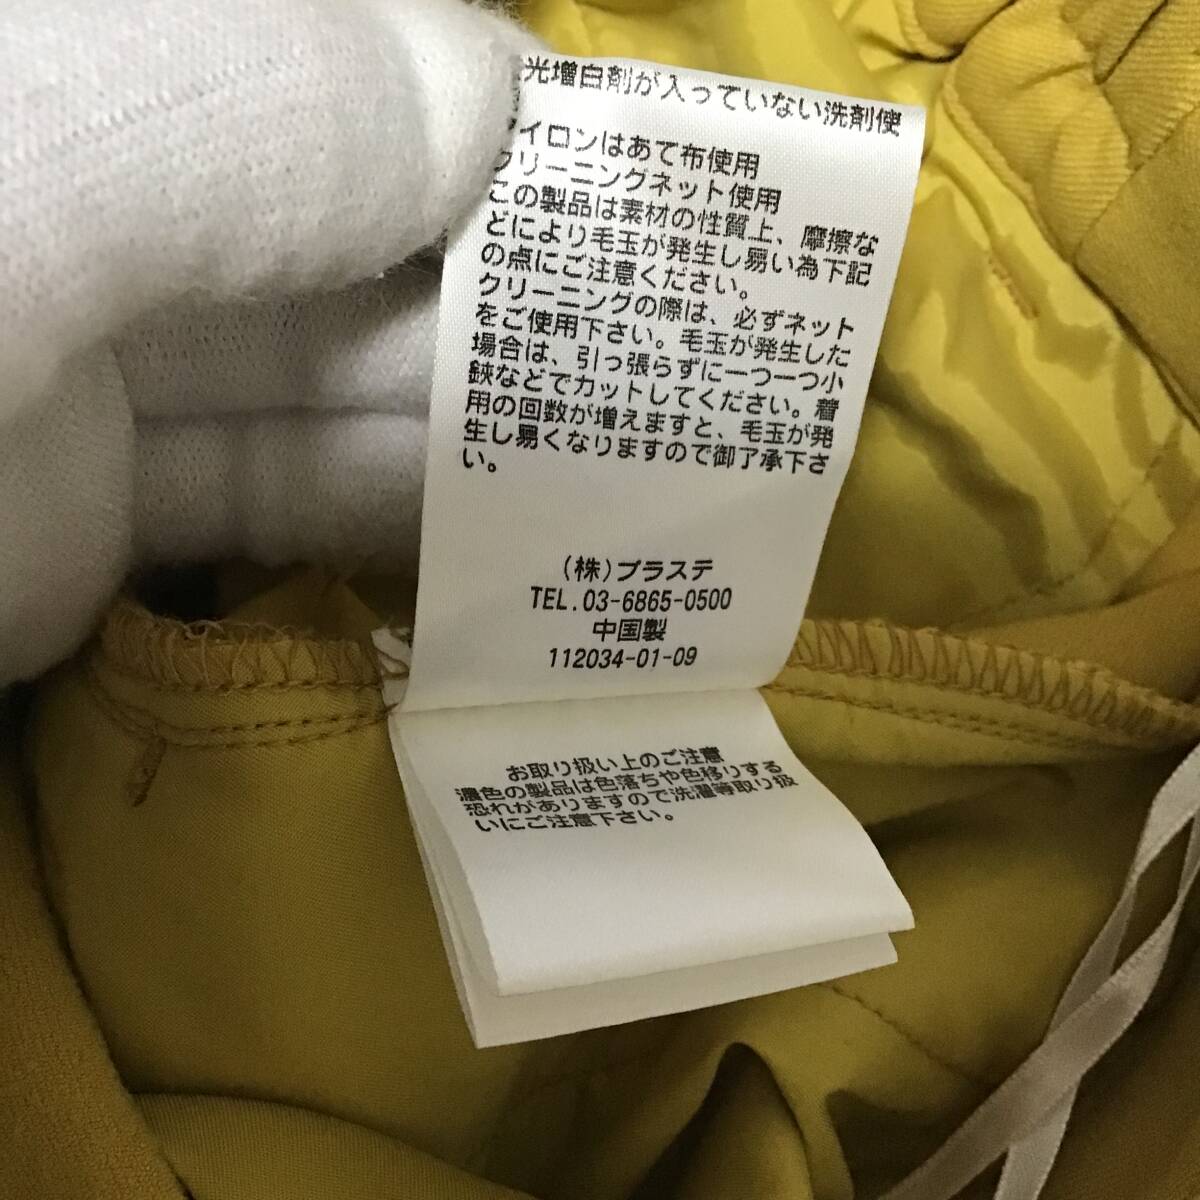 光増白剤が入っていない洗剤使
イロンはあて布使用
クリーニングネット使用
この製品は素材の性質上、摩擦な
どにより毛玉が発生し易い為下記
の点にご注意ください。
クリーニングの際は、必ずネット
をご使用下さい。毛玉が発生した
場合は、引っ張らずに一つ一つ小
鋏などでカットしてください。着
用の回数が増えますと、毛玉が発
生し易くなりますので御了承下さ
い。
(株)プラステ
TEL.03-6865-0500
中国製
112034-01-09
お取り扱い上のご注意
濃色の製品は色落ちや色移りする
恐れがありますので洗濯等取り扱
いにご注意下さい。